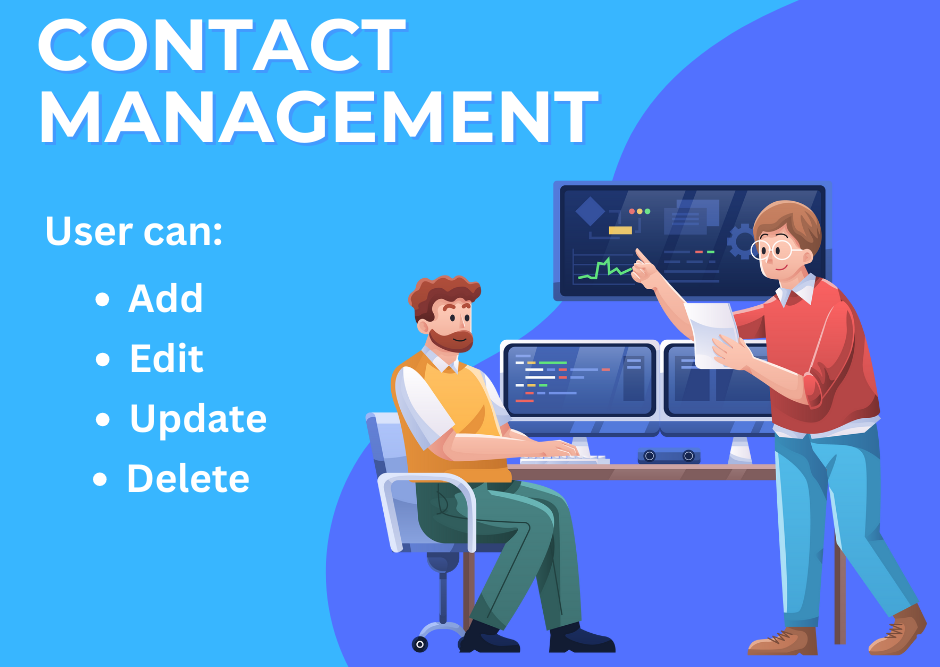 CONTACT
MANAGEMENT
User can:
Add
Edit
Update
Delete